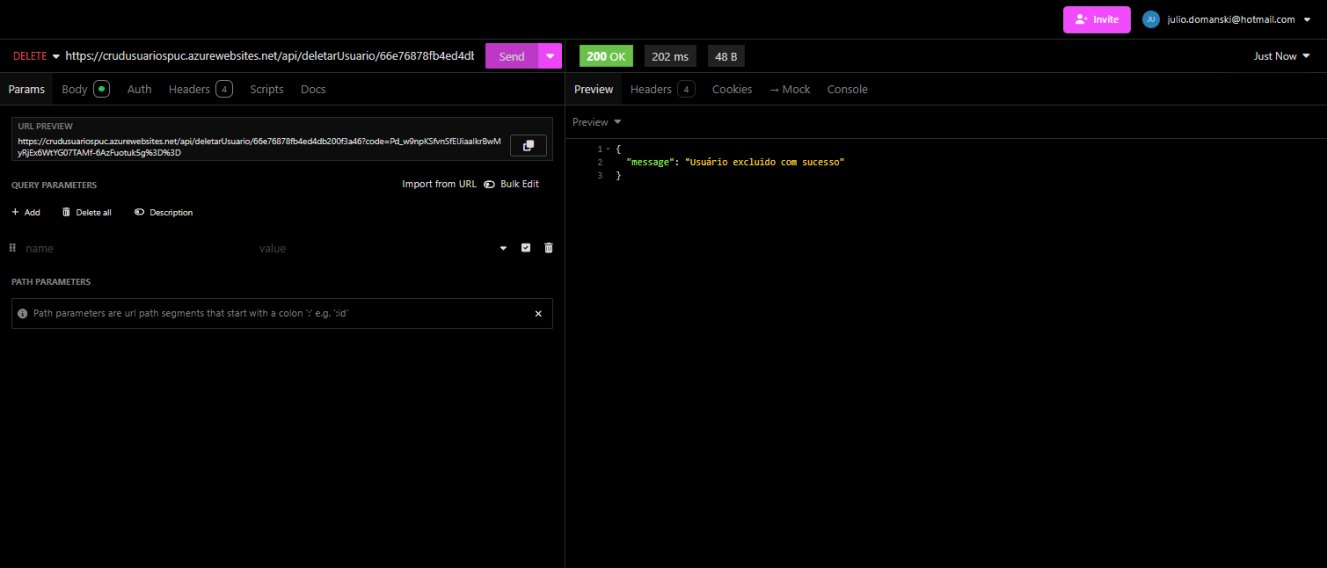 Invite
JU
julio.domanski@hotmail.com
DELETE
https://crudusuariospuc.azurewebsites.net/api/deletarUsuario/66e76878fb4ed4db
Send
200 OK
202 ms
48 B
Just Now
Params
Body
Auth
Headers 4
Scripts
Docs
Preview
Headers 4
Cookies
→ Mock
Console
URL PREVIEW
https://crudusuariospuc.azurewebsites.net/api/deletarUsuario/66e76878fb4ed4db200f3a46?code=Pd_w9npKSfvnSfEIJiaaIkr8wM
yRjEx6WtYG07TAMf-6AzFuotuk5g%3D%3D
QUERY PARAMETERS
Import from URL
Bulk Edit
+ Add
Delete all
Description
name
value
PATH PARAMETERS
Path parameters are url path segments that start with a colon ':' e.g. ':id'
Preview
1 {
2 "message": "Usuário excluido com sucesso"
3 }